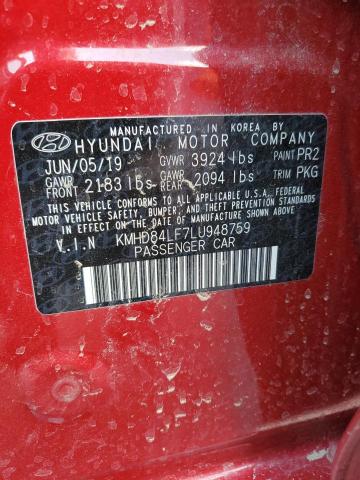 MANUFACTURED IN KOREA BY
HYUNDAI MOTOR COMPANY
JUN/05/19 GVWR 3924 lbs PAINT PR2
GAWR FRONT 2183 lbs GAWR REAR 2094 lbs TRIM PKG
THIS VEHICLE CONFORMS TO ALL APPLICABLE U.S.A. FEDERAL
MOTOR VEHICLE SAFETY, BUMPER, AND THEFT PREVENTION STANDARDS
IN EFFECT ON THE DATE OF MANUFACTURE SHOWN ABOVE.
V.I.N KMHD84LF7LU948759
PASSENGER CAR